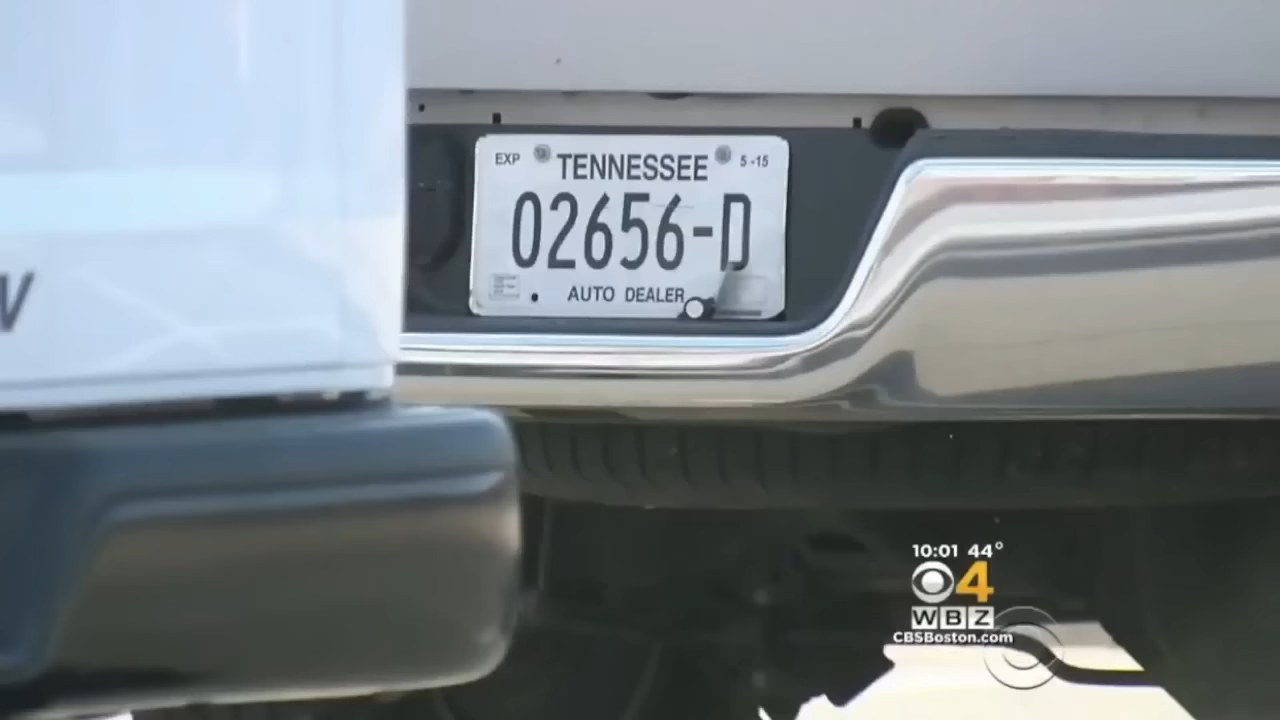 EXP TENNESSEE 5-15
02656-D
AUTO DEALER
10:01 44°
4
WBZ
CBSBoston.com